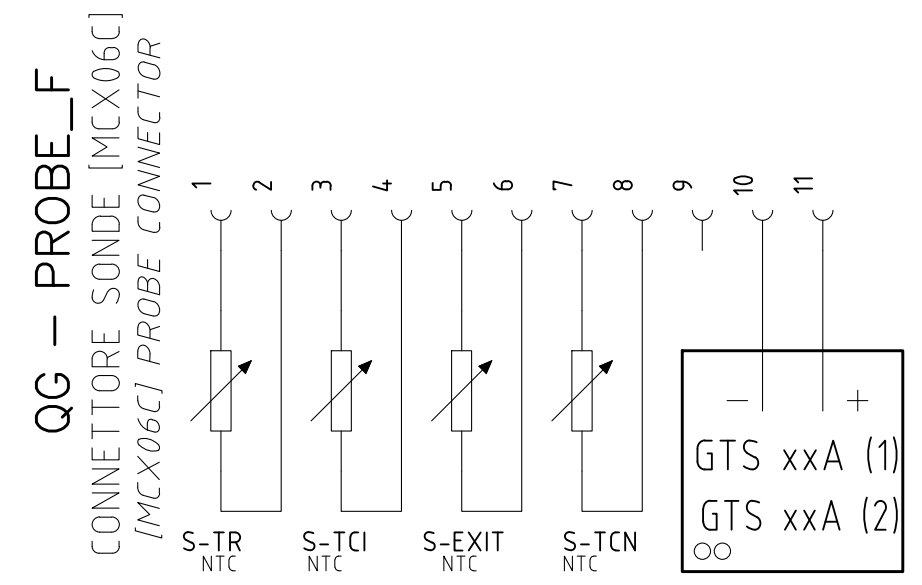 QG - PROBE_F
CONNETTORE SONDE [MCX06C]
[MCX06C] PROBE CONNECTOR
1 2 3 4 5 6 7 8 9 10 11
- +
GTS xxA (1)
GTS xxA (2)
S-TR S-TCI S-EXIT S-TCN
NTC NTC NTC NTC